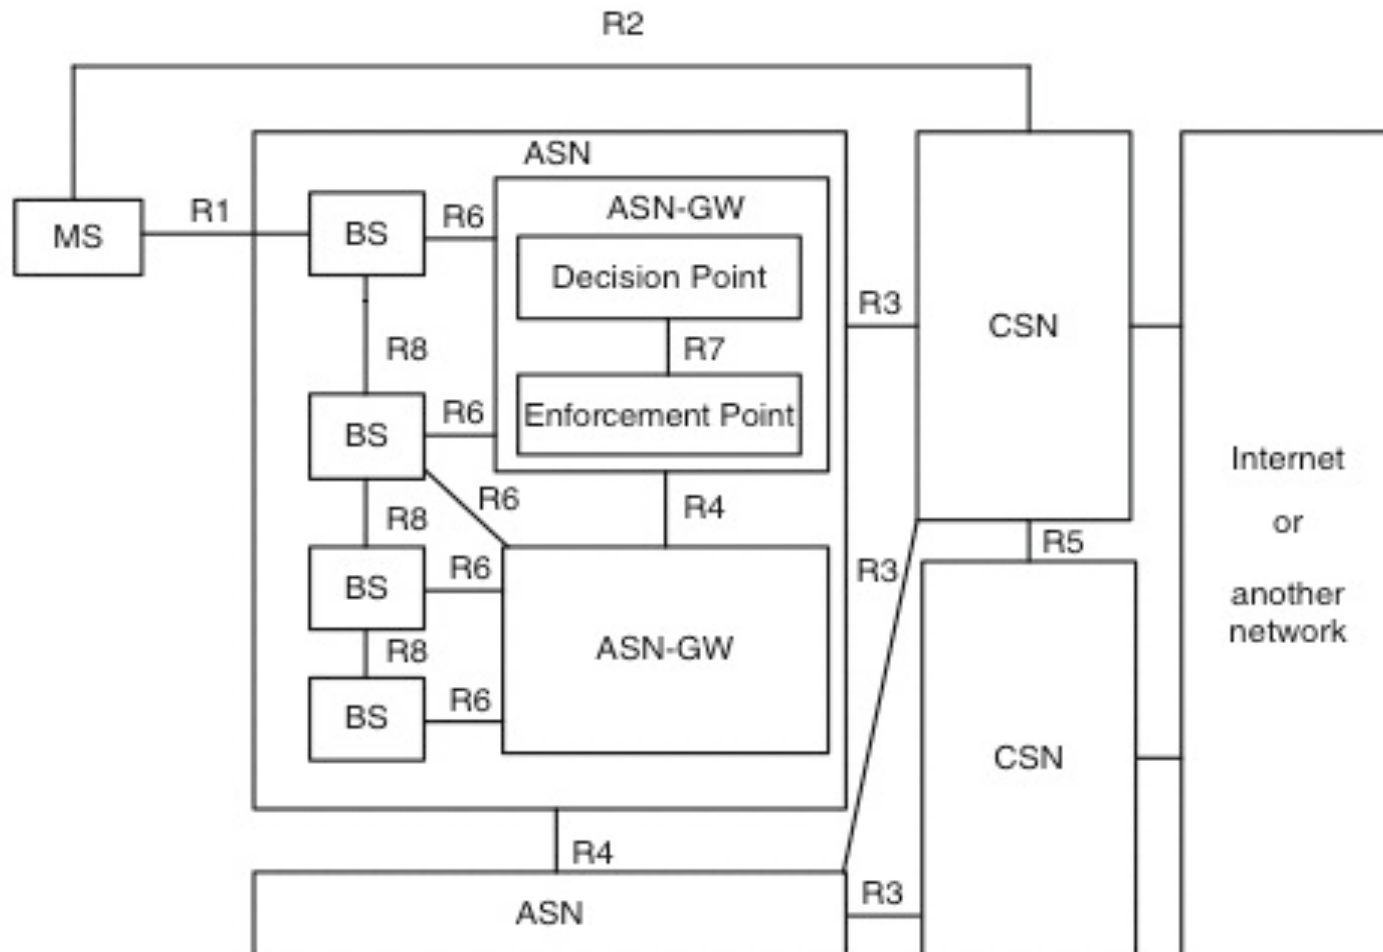 R2
ASN
MS
R1
BS
R6
ASN-GW
Decision Point
R7
Enforcement Point
R8
BS
R6
R6
R4
R8
BS
R6
ASN-GW
R8
BS
R6
R3
CSN
R3
R5
CSN
Internet
or
another
network
R4
ASN
R3